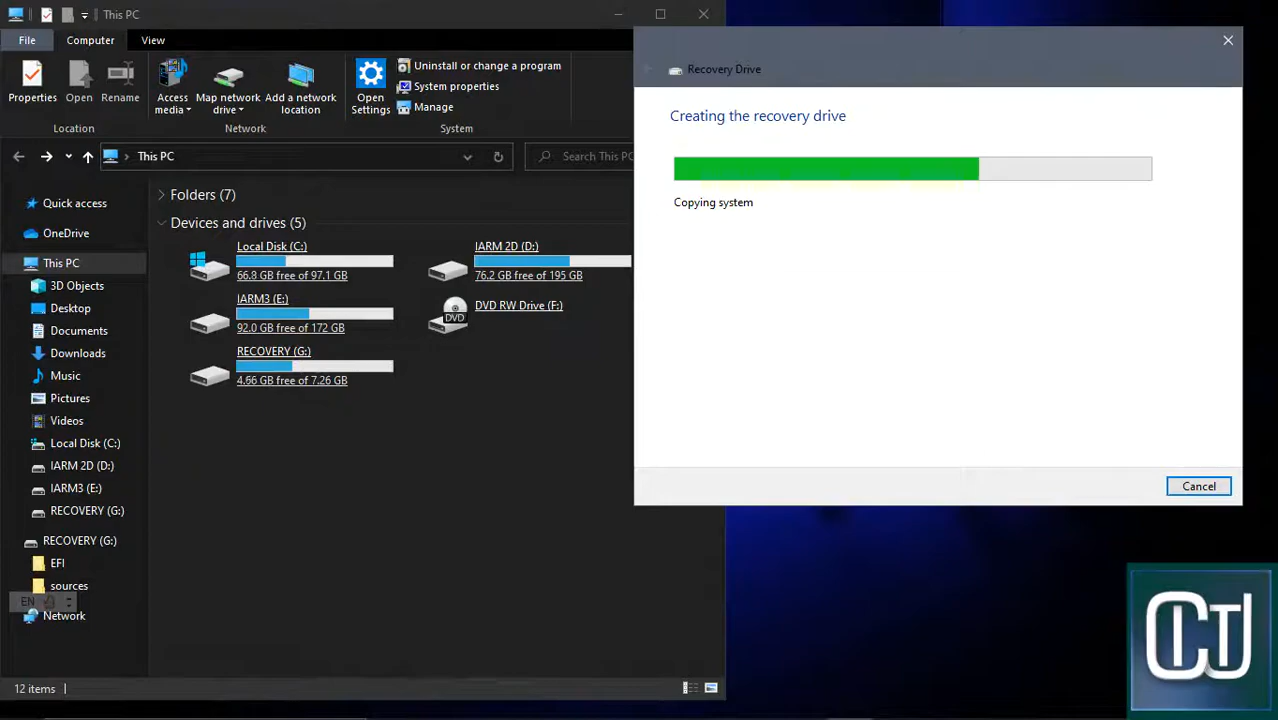 This PC
File
Computer
View
Properties
Open
Rename
Access media
Map network drive
Add a network location
Open Settings
Uninstall or change a program
System properties
Manage
Location
Network
System
This PC
Search This PC
Quick access
OneDrive
This PC
3D Objects
Desktop
Documents
Downloads
Music
Pictures
Videos
Local Disk (C:)
IARM 2D (D:)
IARM3 (E:)
RECOVERY (G:)
RECOVERY (G:)
EFI
sources
EN
Network
12 items
Folders (7)
Devices and drives (5)
Local Disk (C:)
66.8 GB free of 97.1 GB
IARM 2D (D:)
76.2 GB free of 195 GB
IARM3 (E:)
92.0 GB free of 172 GB
DVD
DVD RW Drive (F:)
RECOVERY (G:)
4.66 GB free of 7.26 GB
Recovery Drive
Creating the recovery drive
Copying system
Cancel